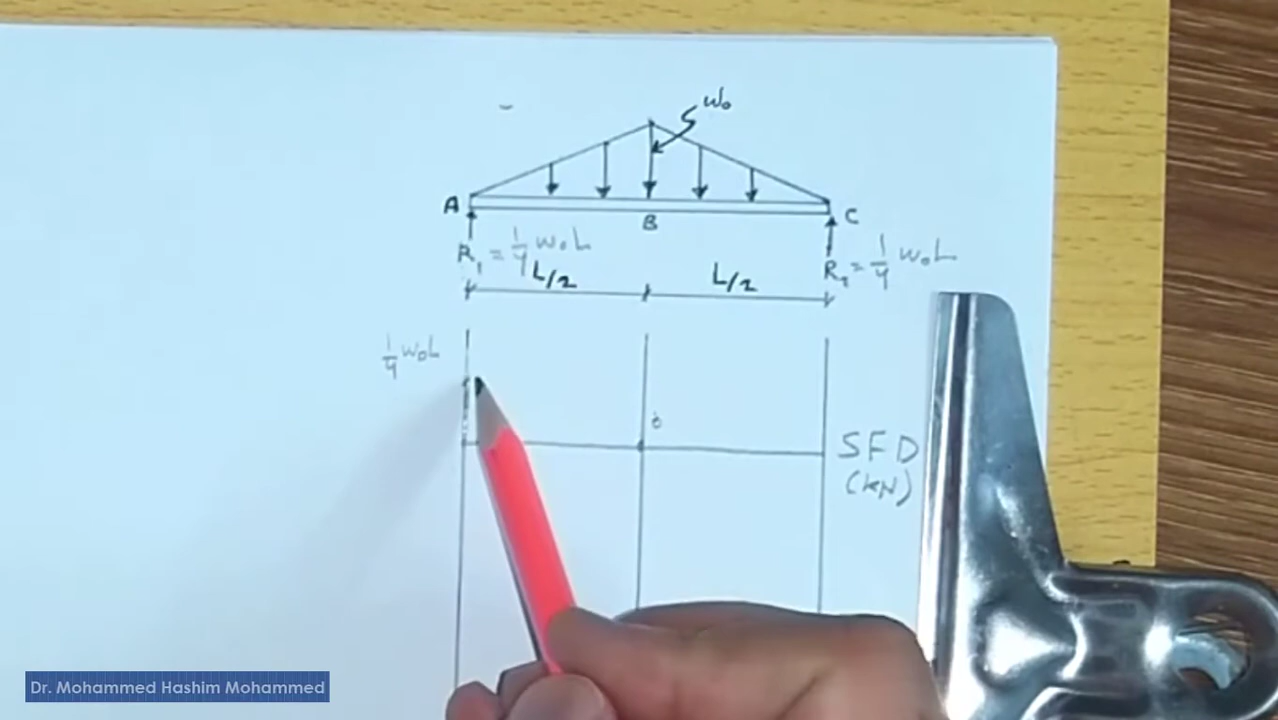 w₀
A
B
C
R₁ = 1/4 w₀L
R₂ = 1/4 w₀L
L/2
L/2
1/4 w₀L
0
SFD
(kN)
Dr. Mohammed Hashim Mohammed